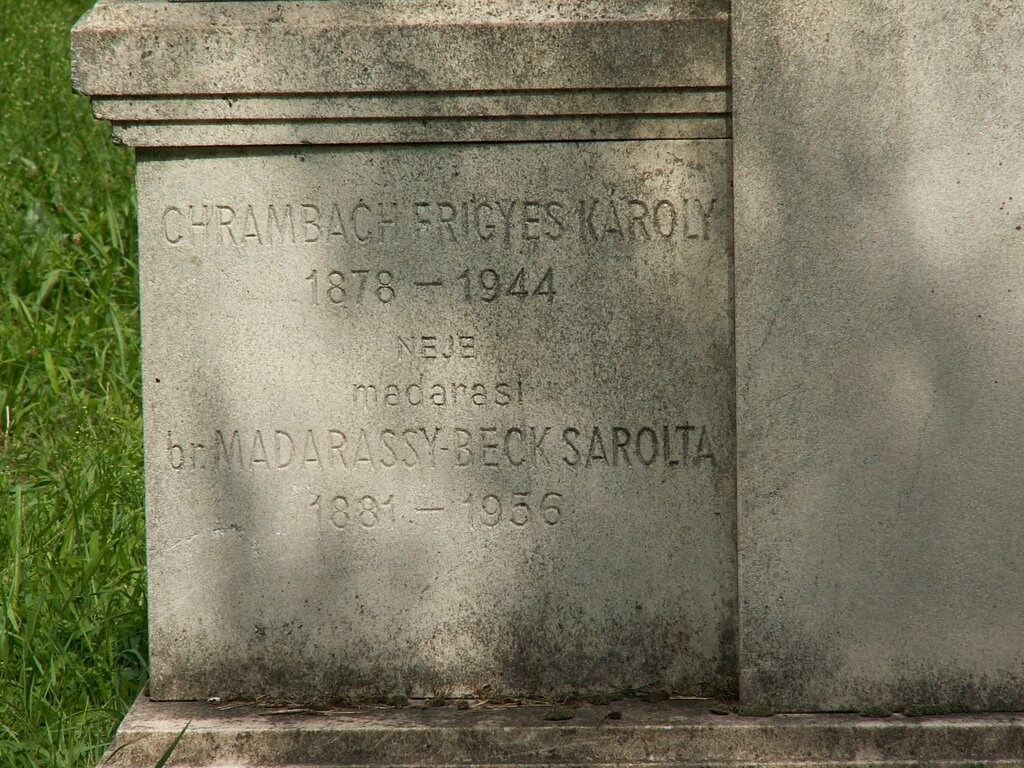 CHRAMBACH FRIGYES KÁROLY
1878 – 1944
NEJE
madarasi
br. MADARASSY-BECK SAROLTA
1881 – 1956